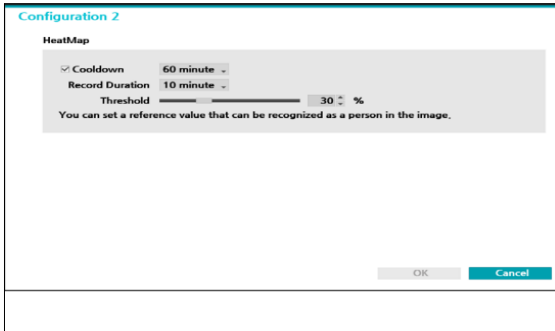 Configuration 2
HeatMap
Cooldown 60 minute
Record Duration 10 minute
Threshold 30 %
You can set a reference value that can be recognized as a person in the image.
OK Cancel